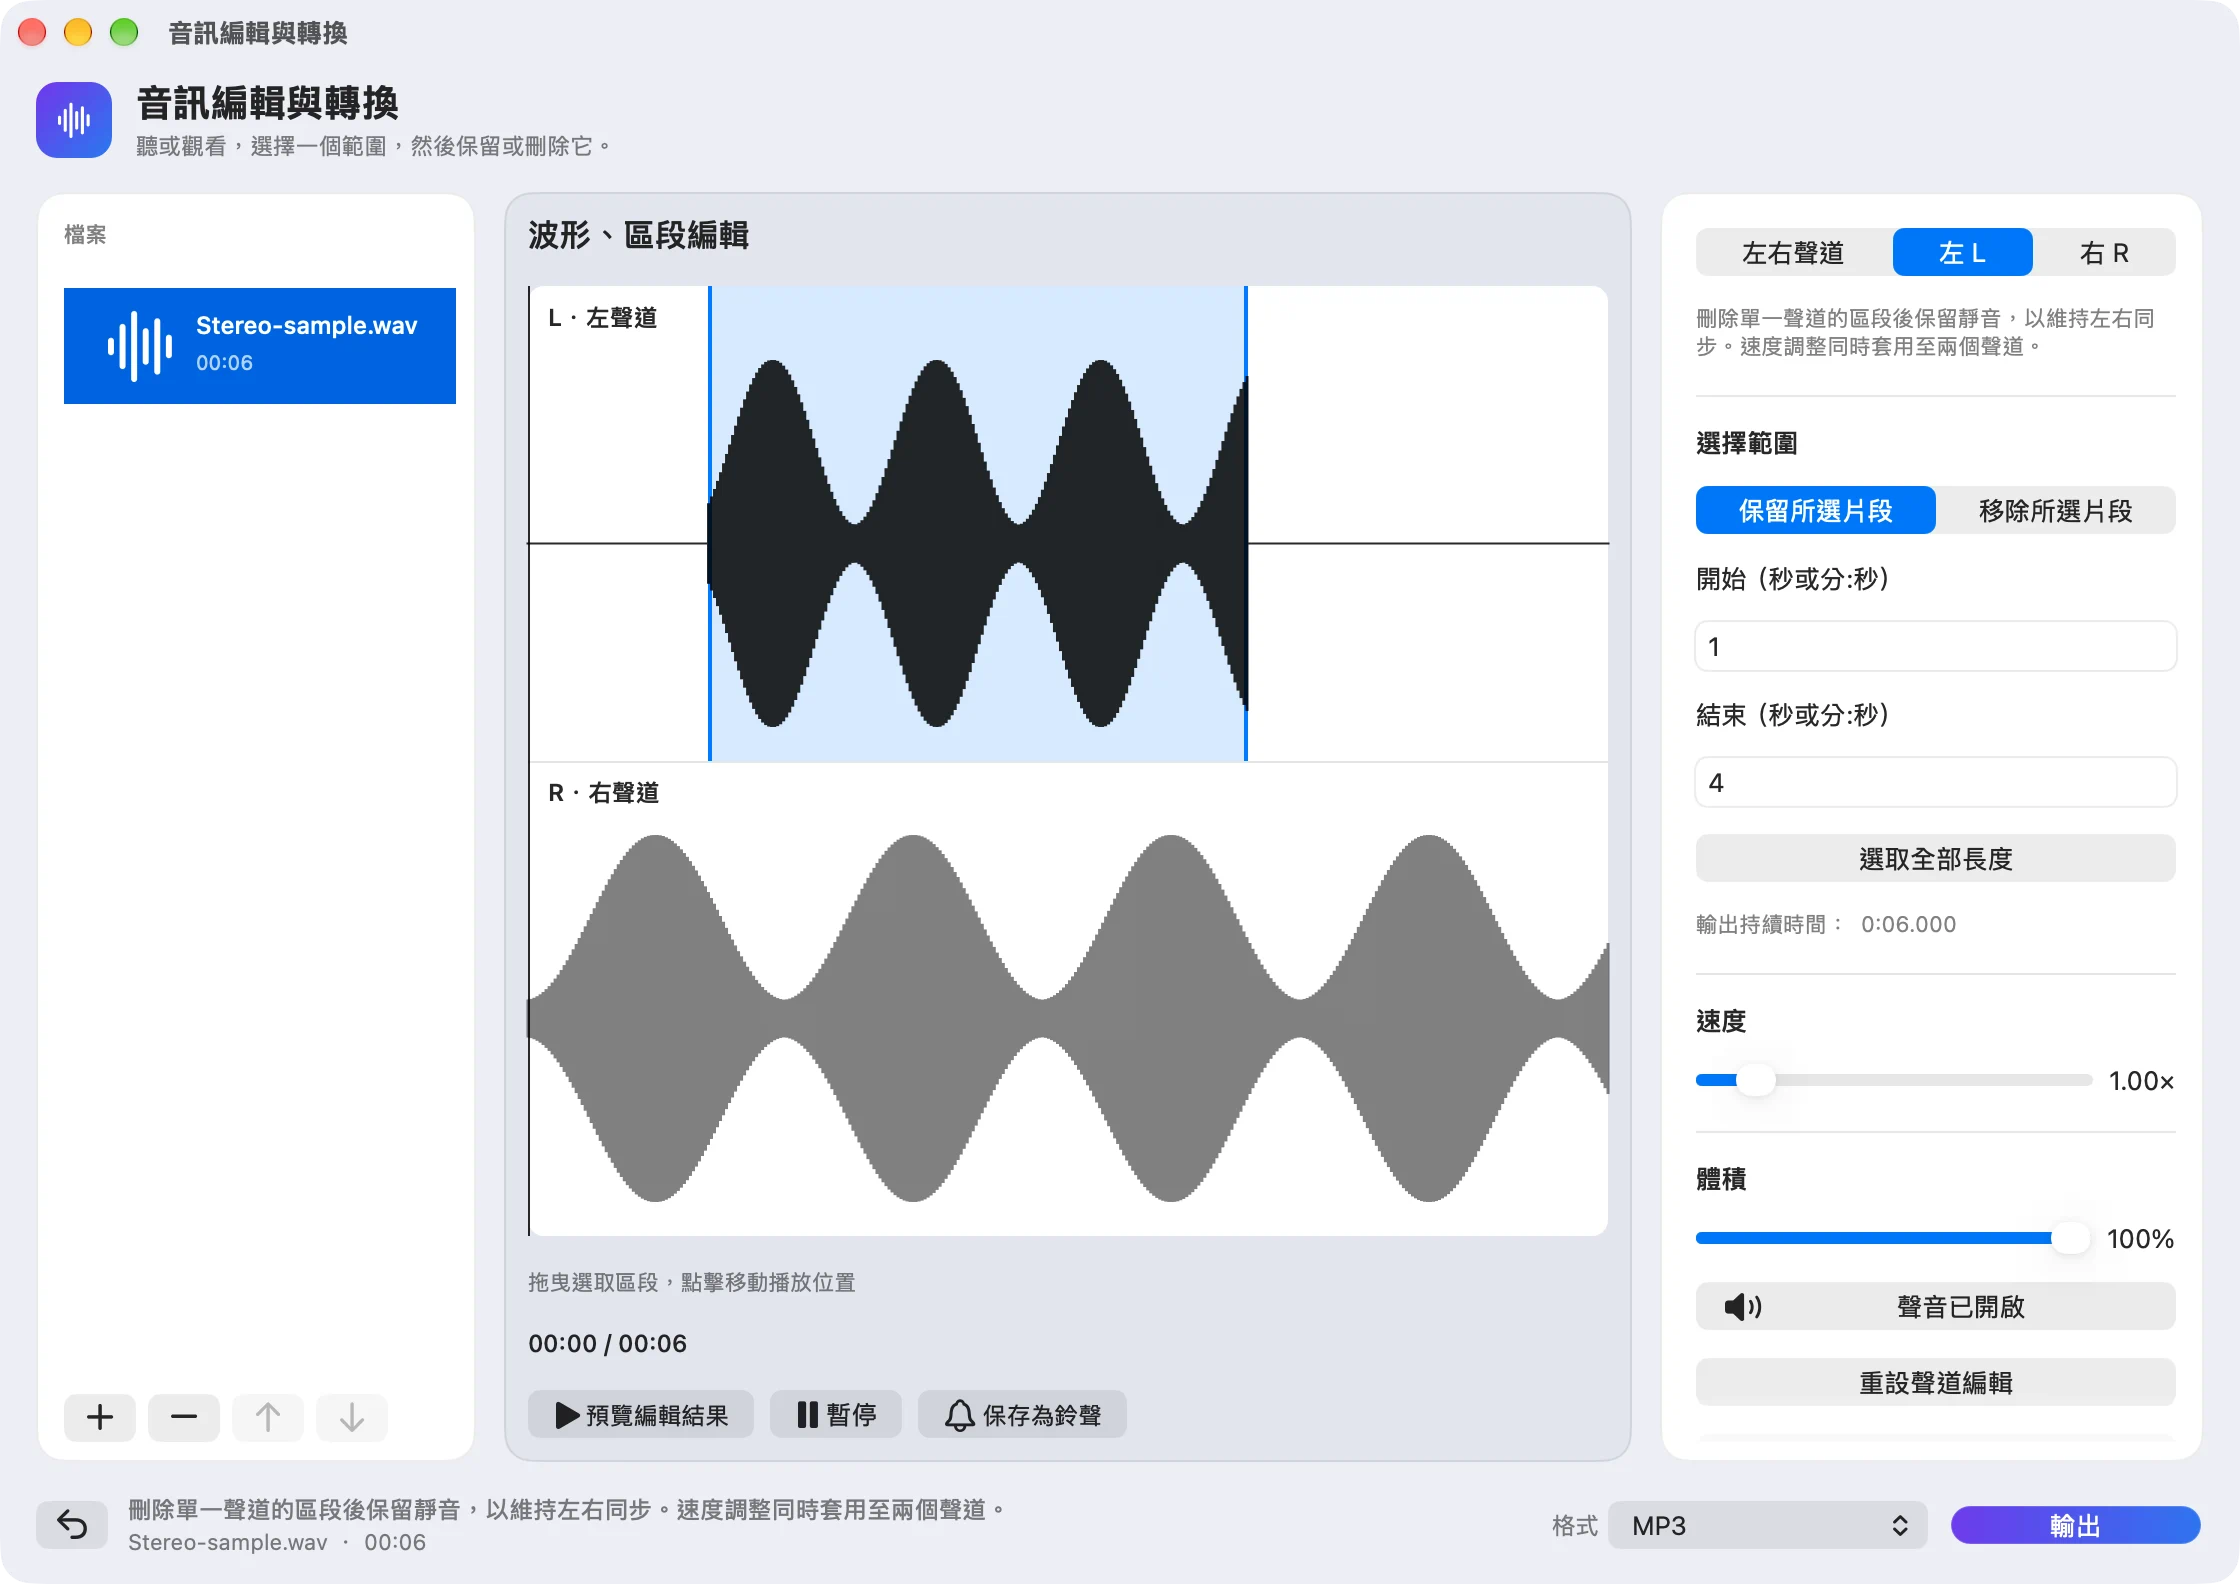 音訊編輯與轉換
音訊編輯與轉換
聽或觀看，選擇一個範圍，然後保留或刪除它。
檔案
Stereo-sample.wav
00:06
波形、區段編輯
L · 左聲道
R · 右聲道
拖曳選取區段，點擊移動播放位置
00:00 / 00:06
預覽編輯結果
暫停
保存為鈴聲
左右聲道
左 L
右 R
刪除單一聲道的區段後保留靜音，以維持左右同
步。速度調整同時套用至兩個聲道。
選擇範圍
保留所選片段
移除所選片段
開始（秒或分:秒）
1
結束（秒或分:秒）
4
選取全部長度
輸出持續時間： 0:06.000
速度
1.00×
體積
100%
聲音已開啟
重設聲道編輯
刪除單一聲道的區段後保留靜音，以維持左右同步。速度調整同時套用至兩個聲道。
Stereo-sample.wav · 00:06
格式
MP3
輸出